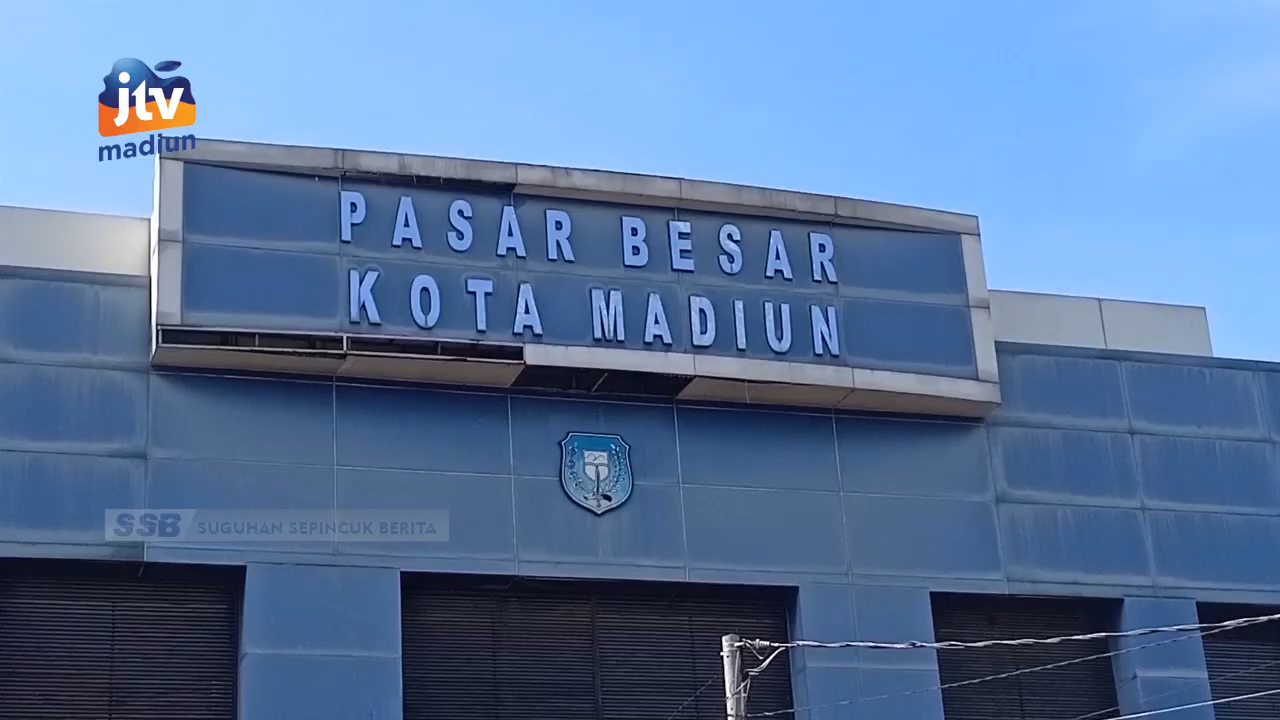 jtv
madiun
PASAR BESAR
KOTA MADIUN
SSB SUGUHAN SEPINCUK BERITA